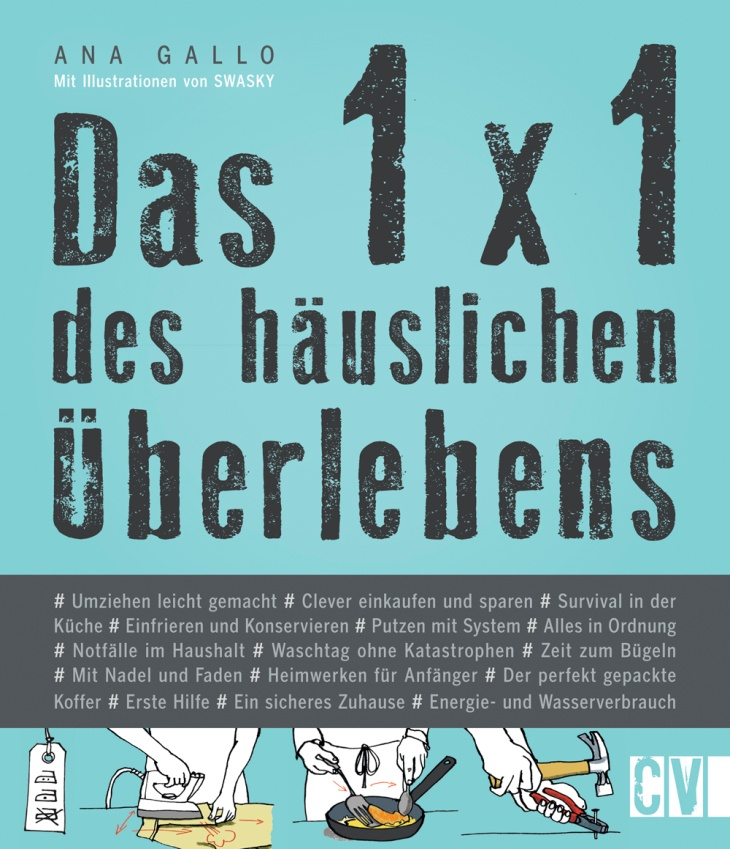 ANA GALLO
Mit Illustrationen von SWASKY
Das 1x1
des häuslichen
Überlebens
# Umziehen leicht gemacht # Clever einkaufen und sparen # Survival in der
Küche # Einfrieren und Konservieren # Putzen mit System # Alles in Ordnung
# Notfälle im Haushalt # Waschtag ohne Katastrophen # Zeit zum Bügeln
# Mit Nadel und Faden # Heimwerken für Anfänger # Der perfekt gepackte
Koffer # Erste Hilfe # Ein sicheres Zuhause # Energie- und Wasserverbrauch
CV